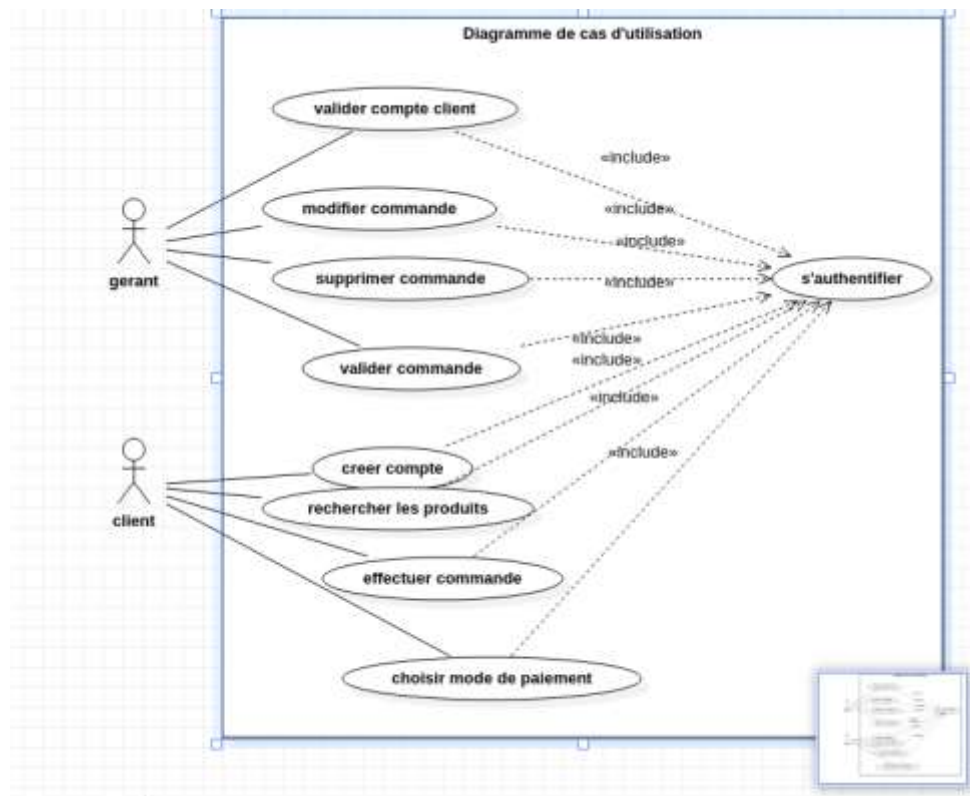 Diagramme de cas d'utilisation
valider compte client
«include»
modifier commande
«include»
«include»
gerant
supprimer commande
«include»
s'authentifier
valider commande
«include»
«include»
«include»
creer compte
«include»
rechercher les produits
client
effectuer commande
choisir mode de paiement